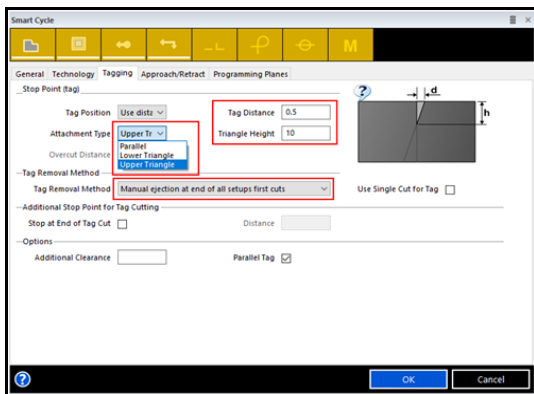 Smart Cycle
M
General Technology Tagging Approach/Retract Programming Planes
Stop Point (tag)
Tag Position Use dista Tag Distance 0.5
d
h
Attachment Type Upper Tr Triangle Height 10
Parallel
Lower Triangle
Upper Triangle
Overcut Distance
Tag Removal Method
Tag Removal Method Manual ejection at end of all setups first cuts Use Single Cut for Tag
Additional Stop Point for Tag Cutting
Stop at End of Tag Cut Distance
Options
Additional Clearance Parallel Tag
? OK Cancel